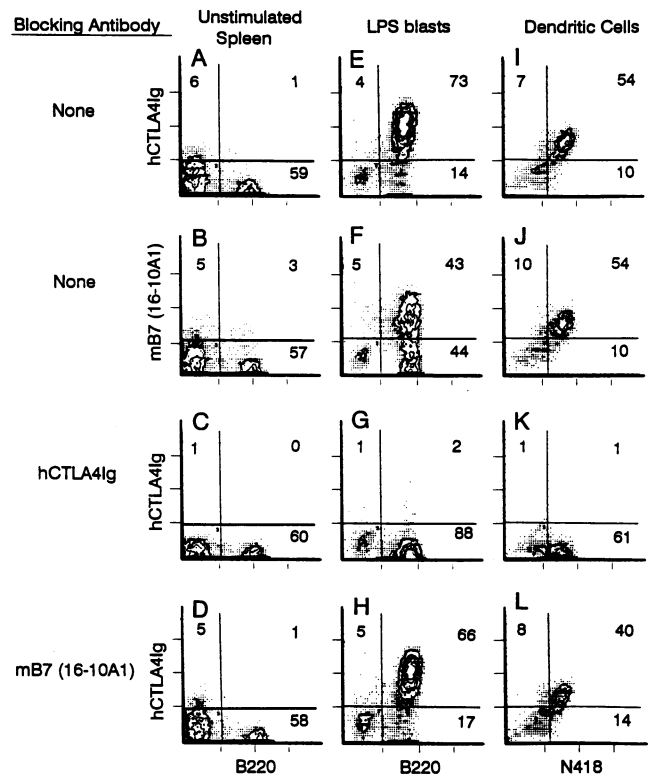 Blocking Antibody
Unstimulated
Spleen
LPS blasts
Dendritic Cells
None
hCTLA4Ig
A
6
1
59
E
4
73
14
I
7
54
10
None
mB7 (16-10A1)
B
5
3
57
F
5
43
44
J
10
54
10
hCTLA4Ig
hCTLA4Ig
C
1
0
60
G
1
2
88
K
1
1
61
mB7 (16-10A1)
hCTLA4Ig
D
5
1
58
H
5
66
17
L
8
40
14
B220
B220
N418